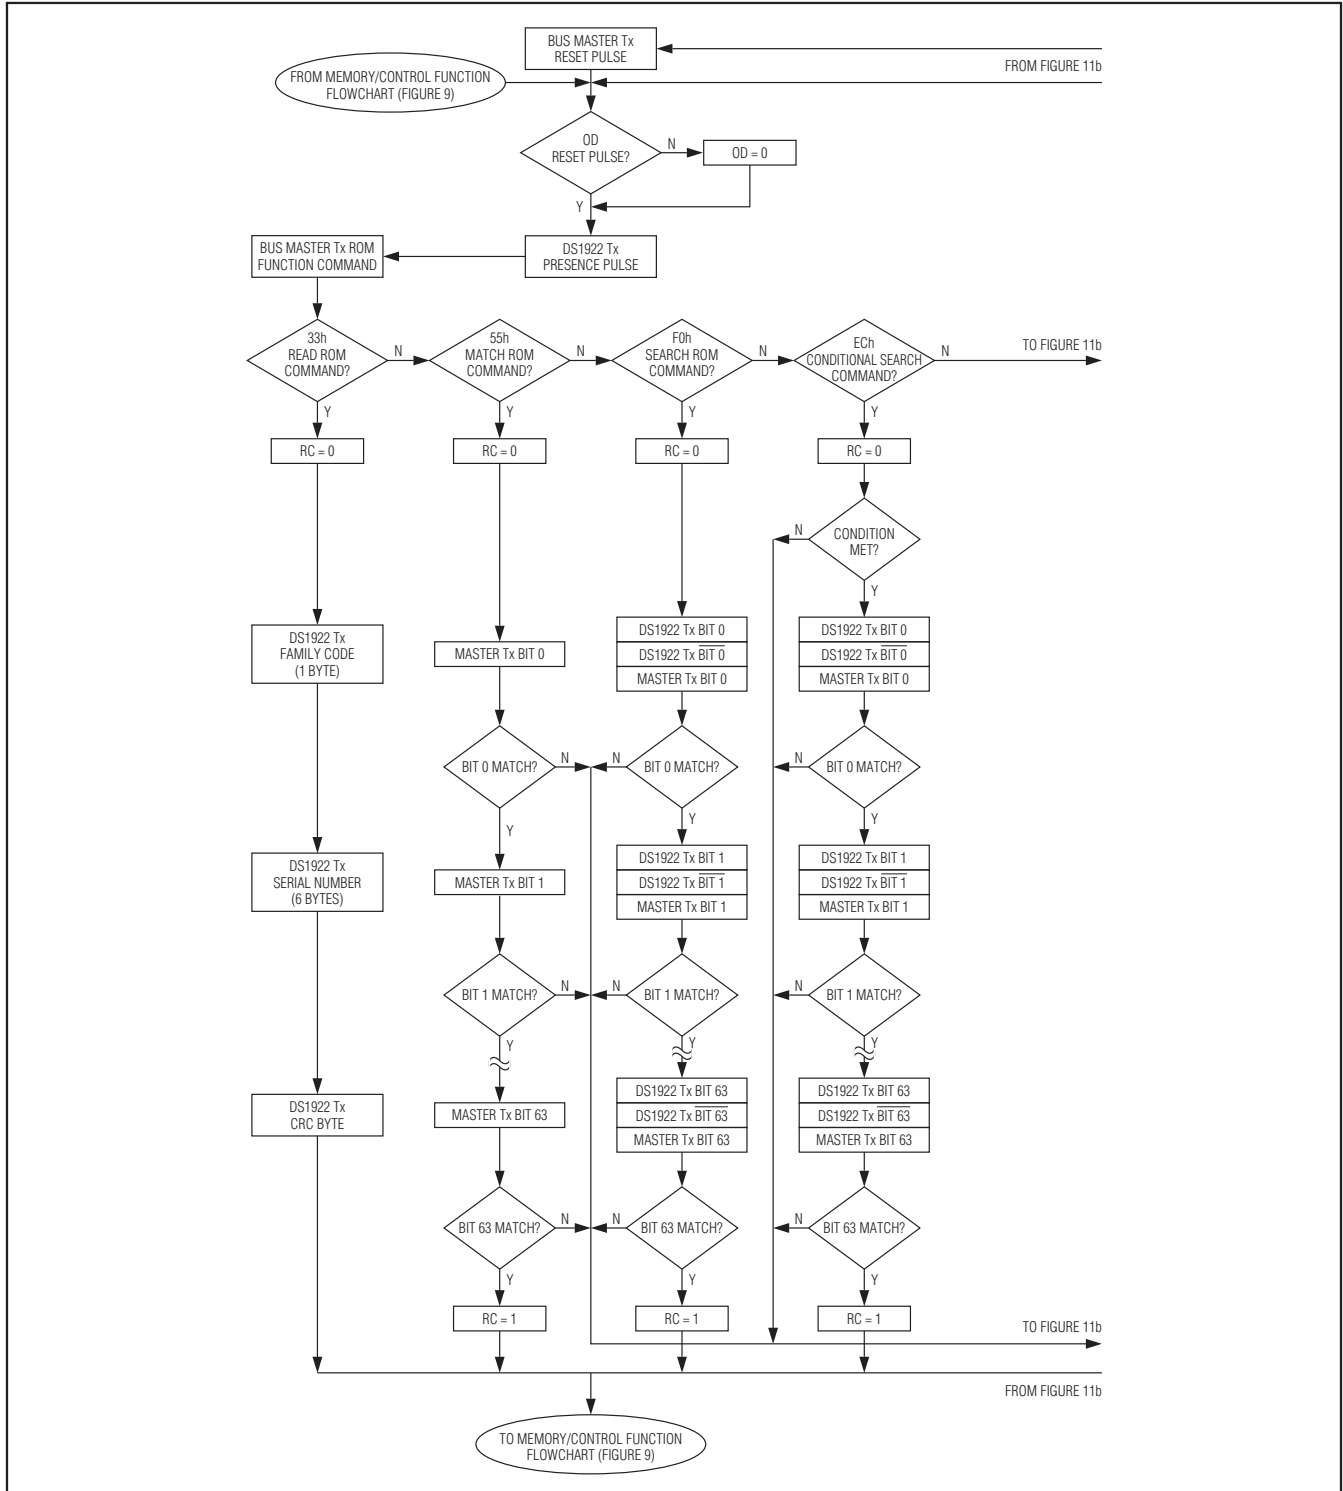 BUS MASTER Tx
RESET PULSE
FROM FIGURE 11b
FROM MEMORY/CONTROL FUNCTION
FLOWCHART (FIGURE 9)
OD
RESET PULSE?
N
OD = 0
Y
BUS MASTER Tx ROM
FUNCTION COMMAND
DS1922 Tx
PRESENCE PULSE
33h
READ ROM
COMMAND?
N
55h
MATCH ROM
COMMAND?
N
F0h
SEARCH ROM
COMMAND?
N
ECh
CONDITIONAL SEARCH
COMMAND?
N
TO FIGURE 11b
Y
Y
Y
Y
RC = 0
RC = 0
RC = 0
RC = 0
N
CONDITION
MET?
Y
DS1922 Tx
FAMILY CODE
(1 BYTE)
MASTER Tx BIT 0
DS1922 Tx BIT 0
DS1922 Tx B̅I̅T̅ ̅0̅
MASTER Tx BIT 0
DS1922 Tx BIT 0
DS1922 Tx B̅I̅T̅ ̅0̅
MASTER Tx BIT 0
BIT 0 MATCH?
N
N
BIT 0 MATCH?
N
BIT 0 MATCH?
Y
Y
Y
DS1922 Tx
SERIAL NUMBER
(6 BYTES)
MASTER Tx BIT 1
DS1922 Tx BIT 1
DS1922 Tx B̅I̅T̅ ̅1̅
MASTER Tx BIT 1
DS1922 Tx BIT 1
DS1922 Tx B̅I̅T̅ ̅1̅
MASTER Tx BIT 1
BIT 1 MATCH?
N
N
BIT 1 MATCH?
N
BIT 1 MATCH?
Y
Y
Y
DS1922 Tx
CRC BYTE
MASTER Tx BIT 63
DS1922 Tx BIT 63
DS1922 Tx B̅I̅T̅ ̅6̅3̅
MASTER Tx BIT 63
DS1922 Tx BIT 63
DS1922 Tx B̅I̅T̅ ̅6̅3̅
MASTER Tx BIT 63
BIT 63 MATCH?
N
N
BIT 63 MATCH?
N
BIT 63 MATCH?
Y
Y
Y
RC = 1
RC = 1
RC = 1
TO FIGURE 11b
FROM FIGURE 11b
TO MEMORY/CONTROL FUNCTION
FLOWCHART (FIGURE 9)